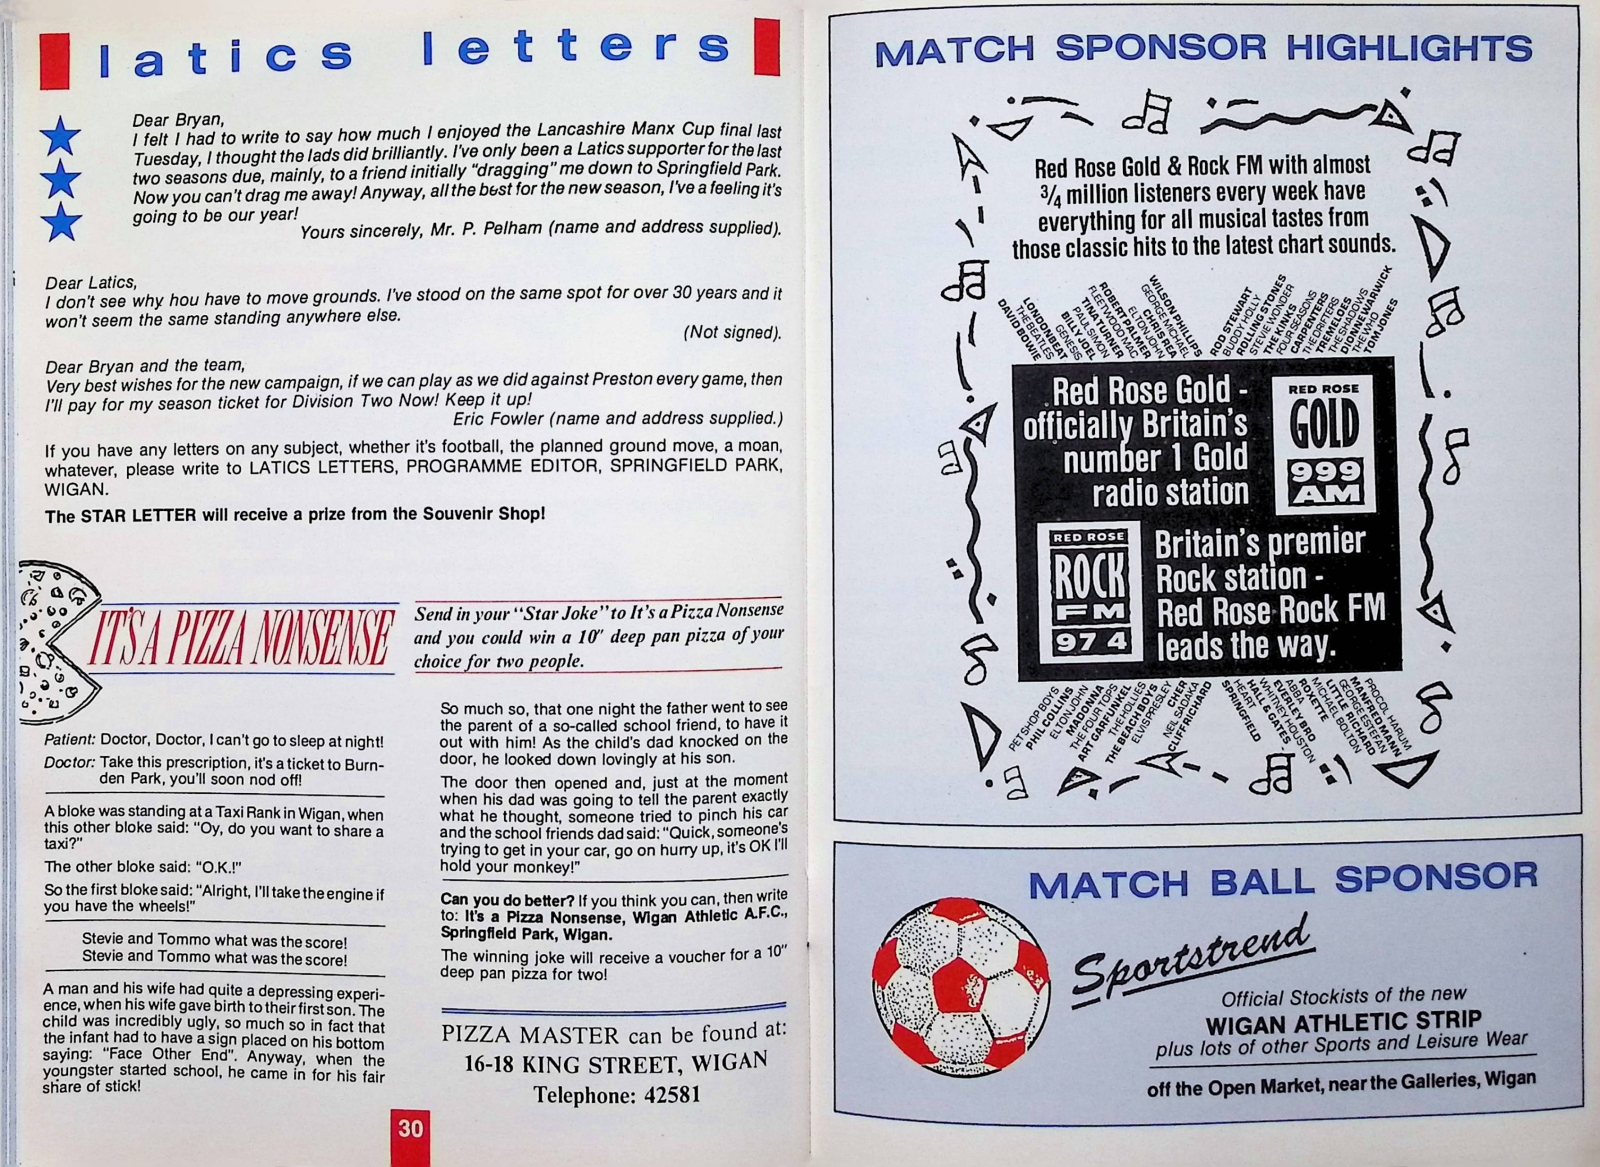 latics letters
Dear Bryan,
I felt I had to write to say how much I enjoyed the Lancashire Manx Cup final last
Tuesday, I thought the lads did brilliantly. I've only been a Latics supporter for the last
two seasons due, mainly, to a friend initially "dragging" me down to Springfield Park.
Now you can't drag me away! Anyway, all the best for the new season, I've a feeling it's
going to be our year!
Yours sincerely, Mr. P. Pelham (name and address supplied).
Dear Latics,
I don't see why hou have to move grounds. I've stood on the same spot for over 30 years and it
won't seem the same standing anywhere else.
(Not signed).
Dear Bryan and the team,
Very best wishes for the new campaign, if we can play as we did against Preston every game, then
I'll pay for my season ticket for Division Two Now! Keep it up!
Eric Fowler (name and address supplied.)
If you have any letters on any subject, whether it's football, the planned ground move, a moan,
whatever, please write to LATICS LETTERS, PROGRAMME EDITOR, SPRINGFIELD PARK,
WIGAN.
The STAR LETTER will receive a prize from the Souvenir Shop!
IT'S A PIZZA NONSENSE
Send in your "Star Joke" to It's a Pizza Nonsense
and you could win a 10" deep pan pizza of your
choice for two people.
Patient: Doctor, Doctor, I can't go to sleep at night!
Doctor: Take this prescription, it's a ticket to Burn-
den Park, you'll soon nod off!
A bloke was standing at a Taxi Rank in Wigan, when
this other bloke said: "Oy, do you want to share a
taxi?"
The other bloke said: "O.K.!"
So the first bloke said: "Alright, I'll take the engine if
you have the wheels!"
Stevie and Tommo what was the score!
Stevie and Tommo what was the score!
A man and his wife had quite a depressing experi-
ence, when his wife gave birth to their first son. The
child was incredibly ugly, so much so in fact that
the infant had to have a sign placed on his bottom
saying: "Face Other End". Anyway, when the
youngster started school, he came in for his fair
share of stick!
So much so, that one night the father went to see
the parent of a so-called school friend, to have it
out with him! As the child's dad knocked on the
door, he looked down lovingly at his son.
The door then opened and, just at the moment
when his dad was going to tell the parent exactly
what he thought, someone tried to pinch his car
and the school friends dad said: "Quick, someone's
trying to get in your car, go on hurry up, it's OK I'll
hold your monkey!"
Can you do better? If you think you can, then write
to: It's a Pizza Nonsense, Wigan Athletic A.F.C.,
Springfield Park, Wigan.
The winning joke will receive a voucher for a 10"
deep pan pizza for two!
PIZZA MASTER can be found at:
16-18 KING STREET, WIGAN
Telephone: 42581
30
MATCH SPONSOR HIGHLIGHTS
Red Rose Gold & Rock FM with almost
3/4 million listeners every week have
everything for all musical tastes from
those classic hits to the latest chart sounds.
DAVID BOWIE
THE BEATLES
LONDONBEAT
GENESIS
BILLY JOEL
PAUL SIMON
TINA TURNER
FLEETWOOD MAC
ROBERT PALMER
ELTON JOHN
CHRIS REA
GEORGE MICHAEL
WILSON PHILLIPS
ROD STEWART
BUDDY HOLLY
ROLLING STONES
STEVIE WONDER
THE KINKS
FOUR SEASONS
CARPENTERS
THE DRIFTERS
TREMELOES
THE SHADOWS
DIONNE WARWICK
THE WHO
TOM JONES
Red Rose Gold -
officially Britain's
number 1 Gold
radio station
RED ROSE
GOLD
999
AM
RED ROSE
ROCK
FM
97 4
Britain's premier
Rock station -
Red Rose Rock FM
leads the way.
PET SHOP BOYS
PHIL COLLINS
ELTON JOHN
MADONNA
THE FOUR TOPS
ART GARFUNKEL
THE HOLLIES
THE BEACH BOYS
ELVIS PRESLEY
CHER
NEIL SADAKA
CLIFF RICHARD
SPRINGFIELD
HEART
HALL & OATES
WHITNEY HOUSTON
EVERLEY BRO
ABBA
ROXETTE
MICHAEL BOLTON
LITTLE RICHARD
GEORGE ESTEFAN
MANFRED MANN
PROCOL HARUM
MATCH BALL SPONSOR
Sportstrend
Official Stockists of the new
WIGAN ATHLETIC STRIP
plus lots of other Sports and Leisure Wear
off the Open Market, near the Galleries, Wigan